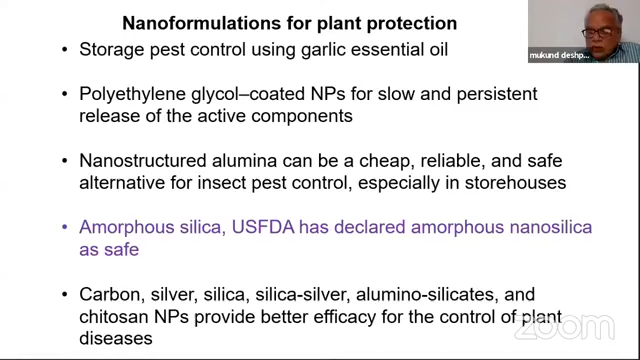 Nanoformulations for plant protection
• Storage pest control using garlic essential oil
• Polyethylene glycol–coated NPs for slow and persistent
release of the active components
• Nanostructured alumina can be a cheap, reliable, and safe
alternative for insect pest control, especially in storehouses
• Amorphous silica, USFDA has declared amorphous nanosilica
as safe
• Carbon, silver, silica, silica-silver, alumino-silicates, and
chitosan NPs provide better efficacy for the control of plant
diseases
mukund deshp...
zoom